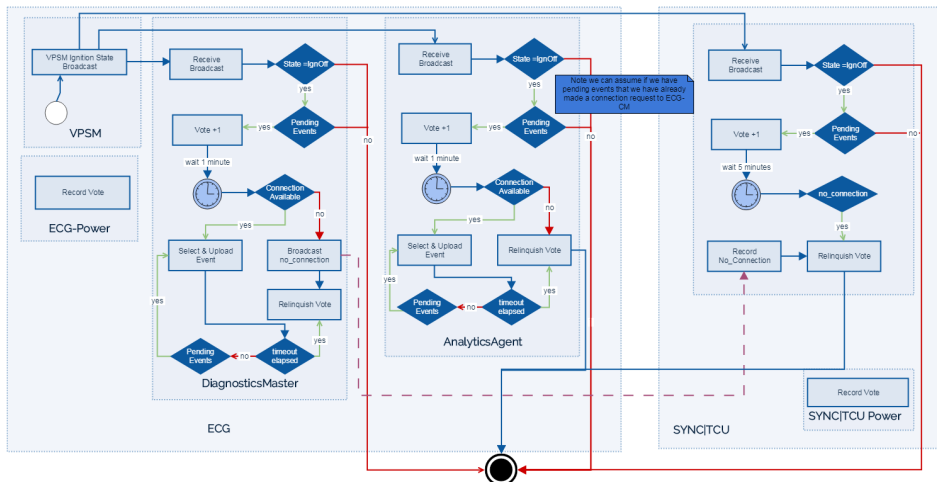 VPSM Ignition State
Broadcast
VPSM
Record Vote
ECG-Power
Receive
Broadcast
State =IgnOff
yes
Pending
Events
yes
Vote +1
wait 1 minute
Connection
Available
no
yes
Select & Upload
Event
Broadcast
no_connection
Relinquish Vote
yes
yes
Pending
Events
no
timeout
elapsed
DiagnosticsMaster
no
Receive
Broadcast
State =IgnOff
yes
Note we can assume if we have
pending events that we have already
made a connection request to ECG-
CM
Pending
Events
yes
no
Vote +1
wait 1 minute
Connection
Available
no
yes
Select & Upload
Event
Relinquish Vote
yes
yes
Pending
Events
no
timeout
elapsed
AnalyticsAgent
ECG
Receive
Broadcast
State =IgnOff
yes
Pending
Events
yes
no
Vote +1
wait 5 minutes
no_connection
yes
Record
No_Connection
Relinquish Vote
Record Vote
SYNC|TCU Power
SYNC|TCU